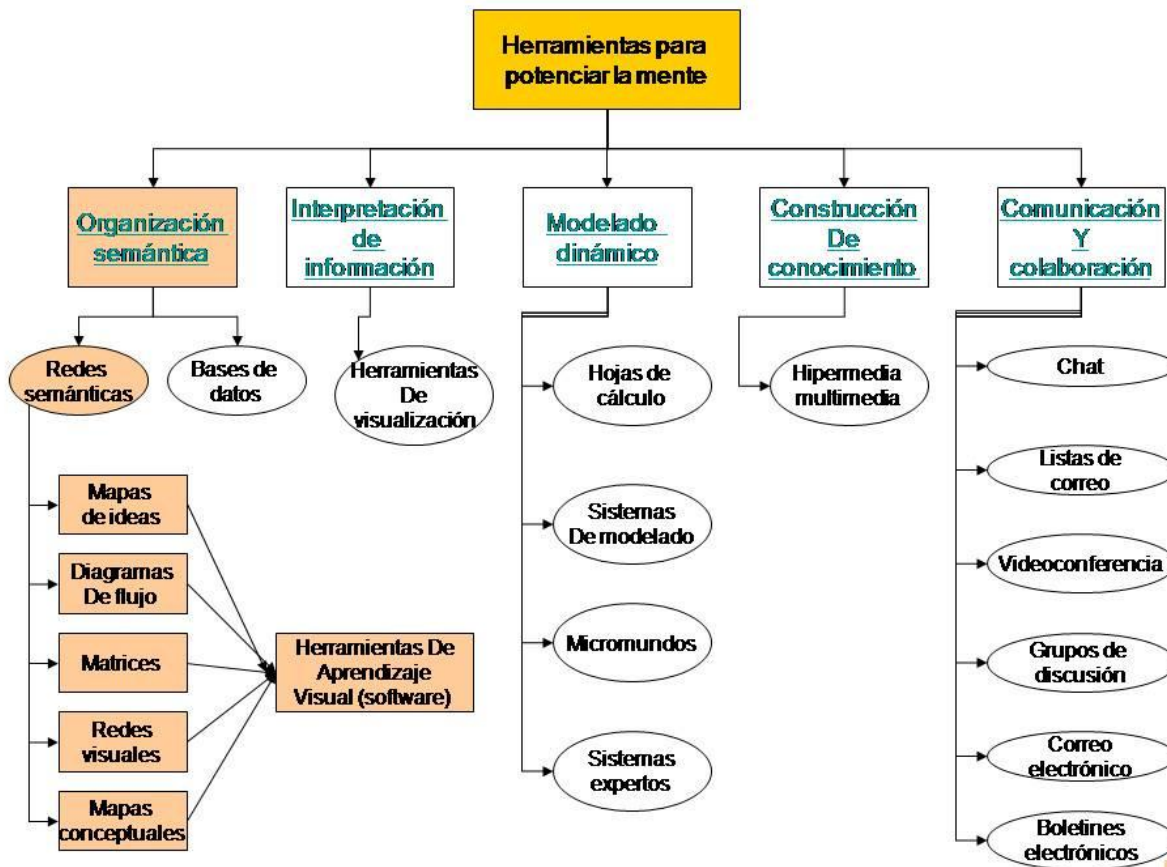 Herramientas para
potenciar la mente
Organización
semántica
Interpretación
de
información
Modelado
dinámico
Construcción
De
conocimiento
Comunicación
Y
colaboración
Redes
semánticas
Bases de
datos
Herramientas
De
visualización
Hojas de
cálculo
Hipermedia
multimedia
Chat
Listas de
correo
Mapas
de ideas
Sistemas
De modelado
Videoconferencia
Diagramas
De flujo
Matrices
Herramientas De
Aprendizaje
Visual (software)
Micromundos
Grupos de
discusión
Redes
visuales
Sistemas
expertos
Correo
electrónico
Mapas
conceptuales
Boletines
electrónicos